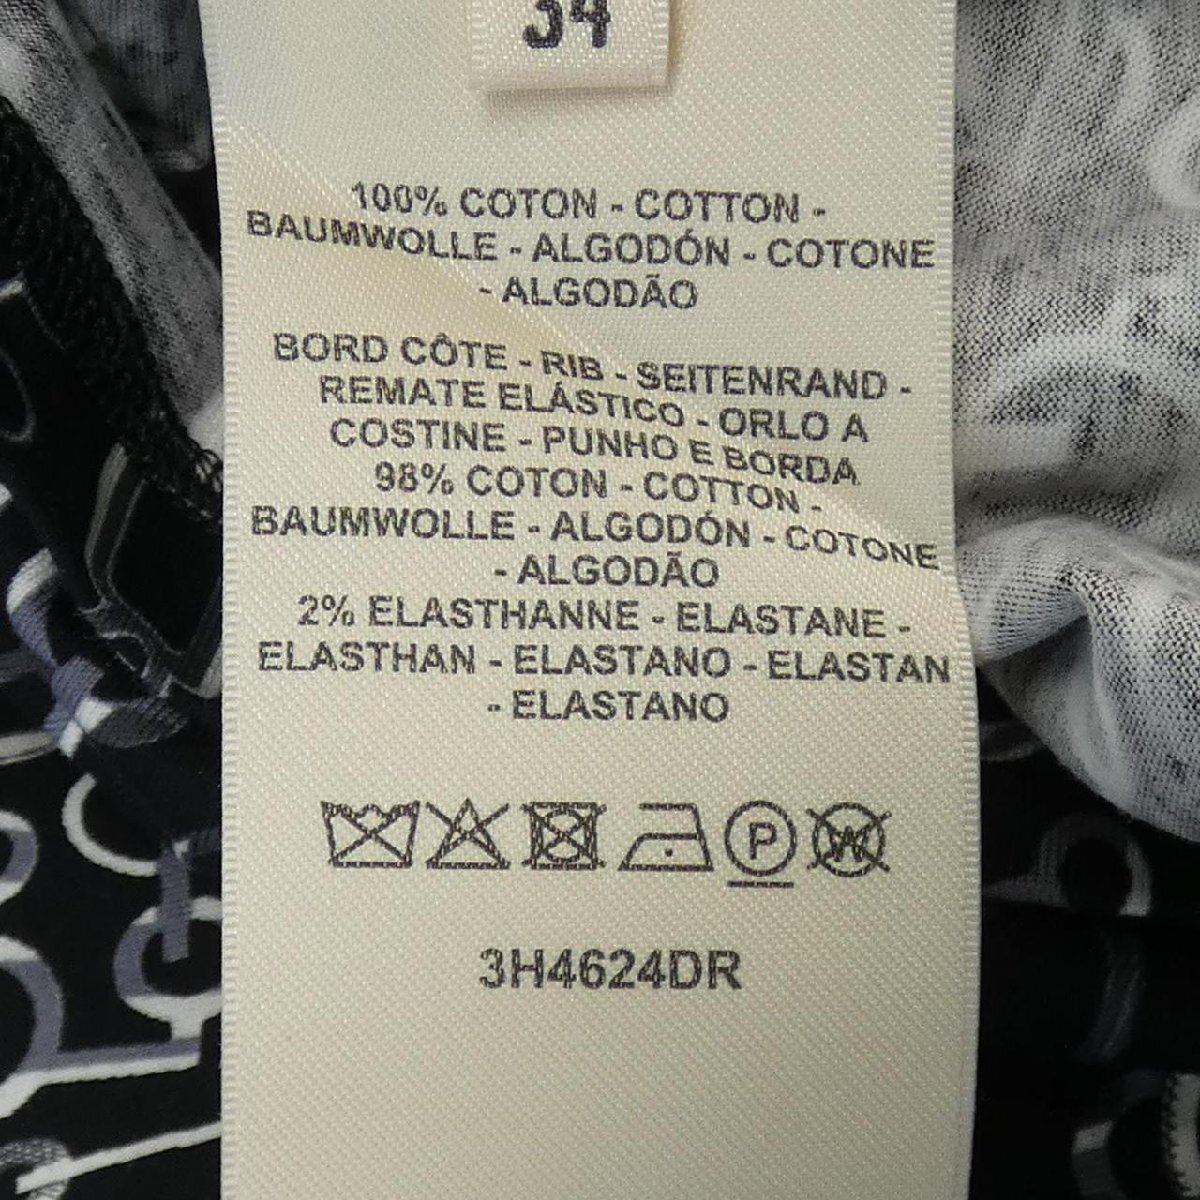 34
100% COTON - COTTON -
BAUMWOLLE - ALGODÓN - COTONE
- ALGODÃO
BORD CÔTE - RIB - SEITENRAND -
REMATE ELÁSTICO - ORLO A
COSTINE - PUNHO E BORDA
98% COTON - COTTON -
BAUMWOLLE - ALGODÓN - COTONE
- ALGODÃO
2% ELASTHANNE - ELASTANE -
ELASTHAN - ELASTANO - ELASTAN
- ELASTANO
P W
3H4624DR